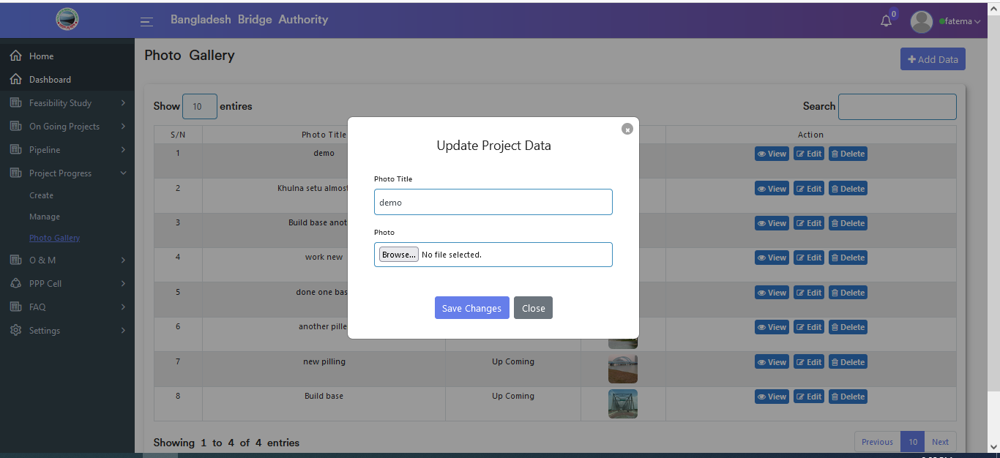 Bangladesh Bridge Authority
0
fatema
Home
Dashboard
Feasibility Study
On Going Projects
Pipeline
Project Progress
Create
Manage
Photo Gallery
O & M
PPP Cell
FAQ
Settings
Photo Gallery
Add Data
Show 10 entires
Search
S/N Photo Title Action
1 demo View Edit Delete
2 Khulna setu almost View Edit Delete
3 Build base anot View Edit Delete
4 work new View Edit Delete
5 done one bas View Edit Delete
6 another pille View Edit Delete
7 new pilling Up Coming View Edit Delete
8 Build base Up Coming View Edit Delete
Showing 1 to 4 of 4 entries
Previous 10 Next
Update Project Data
Photo Title
demo
Photo
Browse... No file selected.
Save Changes Close